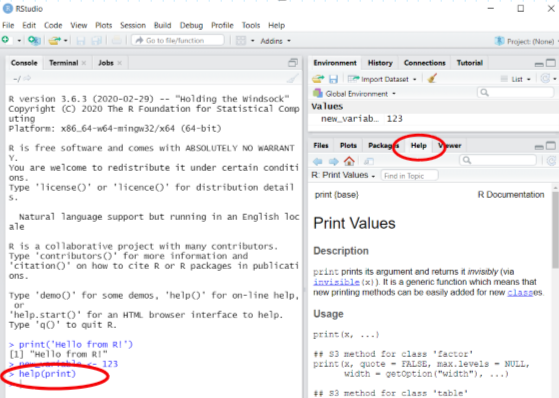 RStudio
File Edit Code View Plots Session Build Debug Profile Tools Help
Go to file/function Addins Project: (None)
Console Terminal × Jobs ×
~/
R version 3.6.3 (2020-02-29) -- "Holding the Windsock"
Copyright (C) 2020 The R Foundation for Statistical Comp
uting
Platform: x86_64-w64-mingw32/x64 (64-bit)
R is free software and comes with ABSOLUTELY NO WARRANT
Y.
You are welcome to redistribute it under certain conditi
ons.
Type 'license()' or 'licence()' for distribution detail
s.
Natural language support but running in an English loc
ale
R is a collaborative project with many contributors.
Type 'contributors()' for more information and
'citation()' on how to cite R or R packages in publicati
ons.
Type 'demo()' for some demos, 'help()' for on-line help,
or
'help.start()' for an HTML browser interface to help.
Type 'q()' to quit R.
> print('Hello from R!')
[1] "Hello from R!"
> new_variable <- 123
> help(print)
Environment History Connections Tutorial
Import Dataset List
Global Environment
Values
new_variab… 123
Files Plots Packages Help Viewer
R: Print Values Find in Topic
print {base} R Documentation
Print Values
Description
print prints its argument and returns it invisibly (via
invisible(x)). It is a generic function which means that
new printing methods can be easily added for new classes.
Usage
print(x, ...)
## S3 method for class 'factor'
print(x, quote = FALSE, max.levels = NULL,
width = getOption("width"), ...)
## S3 method for class 'table'